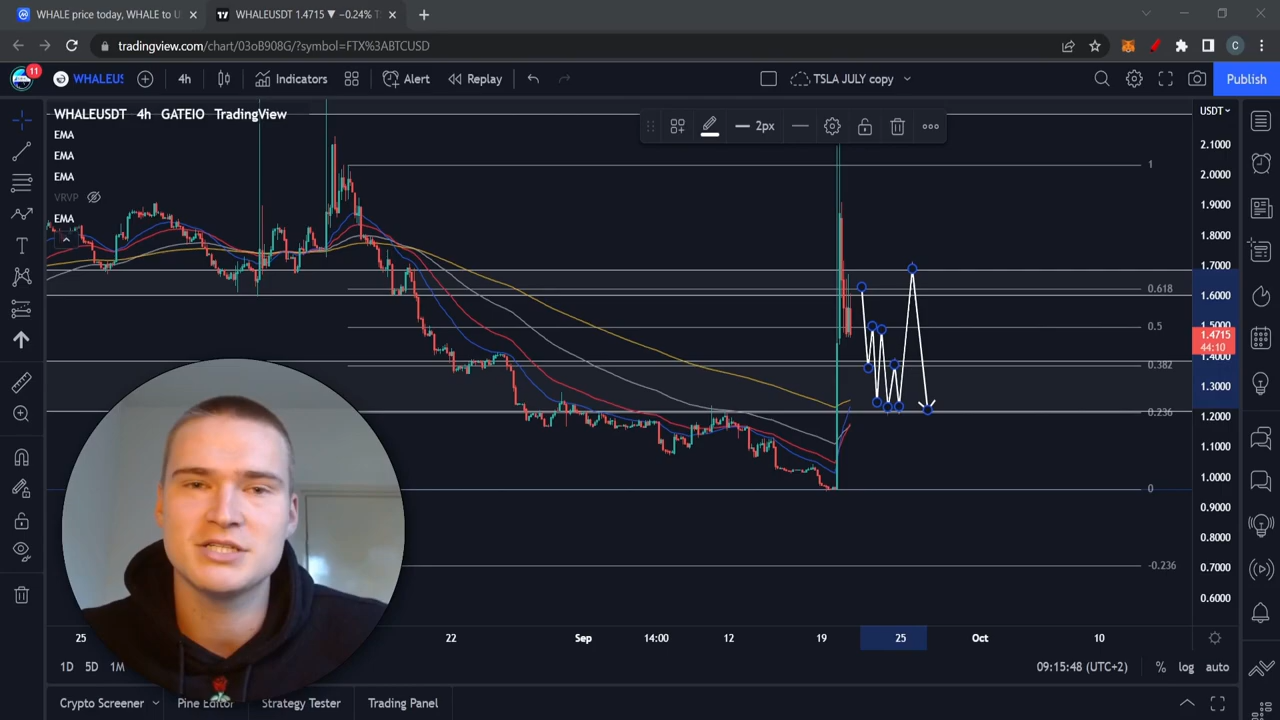 WHALE price today, WHALE to U
WHALEUSDT 1.4715 ▼ −0.24% T
tradingview.com/chart/03oB908G/?symbol=FTX%3ABTCUSD
C
11
WHALEUS
4h
Indicators
Alert
Replay
TSLA JULY copy
Publish
WHALEUSDT 4h GATEIO TradingView
EMA
EMA
EMA
VRVP
EMA
2px
USDT
2.1000
2.0000
1.9000
1.8000
1.7000
1.6000
1.5000
1.4715
44:10
1.4000
1.3000
1.2000
1.1000
1.0000
0.9000
0.8000
0.7000
0.6000
1
0.618
0.5
0.382
0.236
0
-0.236
25
22
Sep
14:00
12
19
25
Oct
10
1D
5D
1M
09:15:48 (UTC+2)
%
log
auto
Crypto Screener
Pine Editor
Strategy Tester
Trading Panel